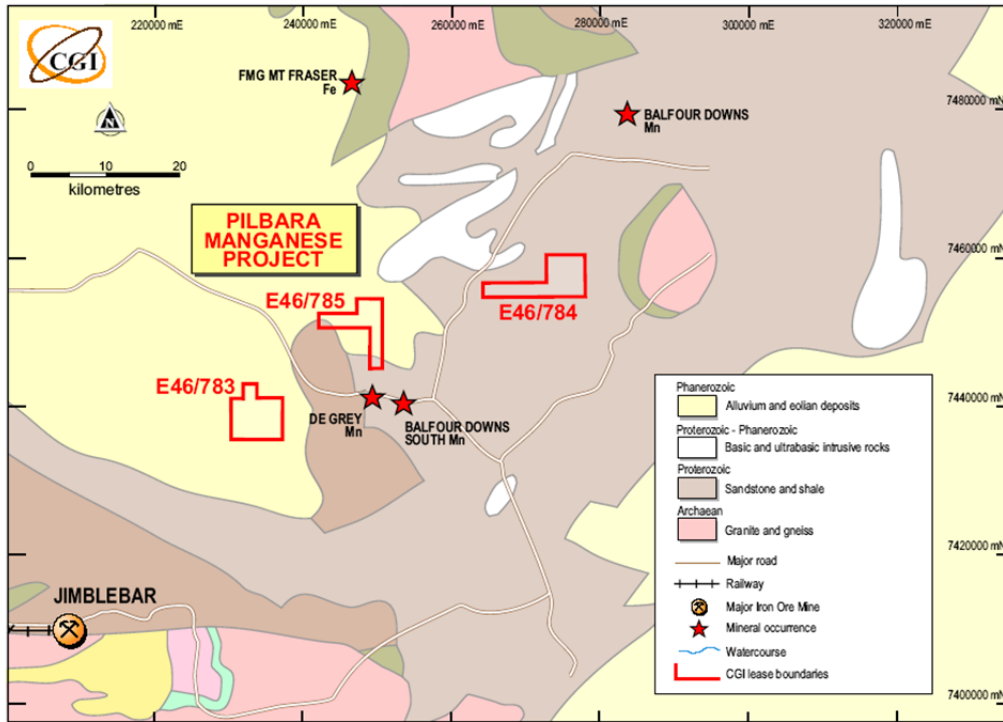 220000 mE
240000 mE
260000 mE
280000 mE
300000 mE
320000 mE
CGI
N
0 10 20
kilometres
FMG MT FRASER
Fe
BALFOUR DOWNS
Mn
7480000 mN
PILBARA
MANGANESE
PROJECT
7460000 mN
E46/785
E46/784
E46/783
DE GREY
Mn
BALFOUR DOWNS
SOUTH Mn
7440000 mN
JIMBLEBAR
7420000 mN
7400000 mN
Phanerozoic
Alluvium and eolian deposits
Proterozoic - Phanerozoic
Basic and ultrabasic intrusive rocks
Proterozoic
Sandstone and shale
Archaean
Granite and gneiss
Major road
Railway
Major Iron Ore Mine
Mineral occurrence
Watercourse
CGI lease boundaries